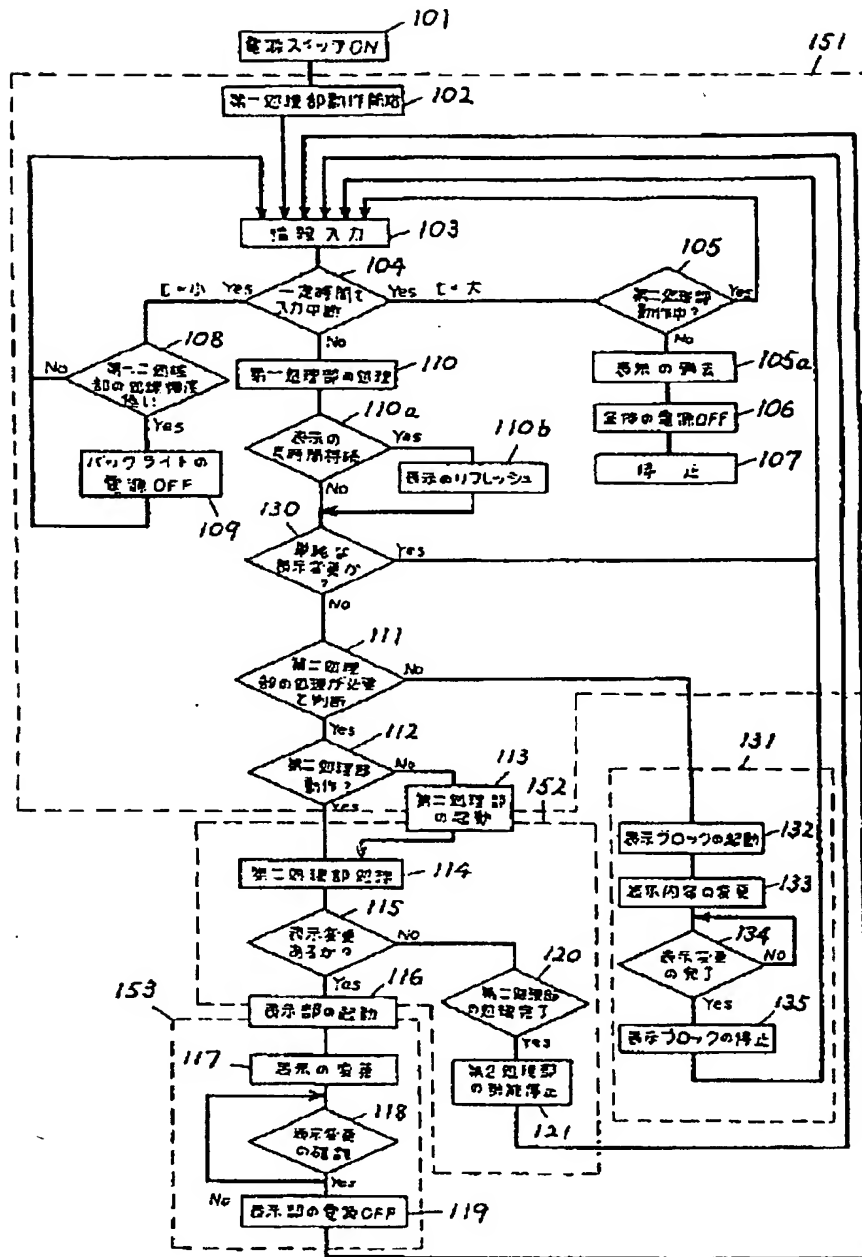 101
電源スイッチON
151
第一処理部動作開始
102
情報入力
103
104
一定時間t
入力中断
t=小
Yes
Yes
t=大
No
105
第二処理部
動作中?
Yes
No
108
部の処理頻度
低い
No
Yes
バックライトの
電源OFF
109
第一処理部の処理
110
表示の消去
105a
全体の電源OFF
106
停止
107
110a
表示の
長時間持続
Yes
No
110b
表示のリフレッシュ
130
単純な
表示変更か
?
Yes
No
111
第二処理
部の処理が必要
と判断
No
Yes
112
第二処理部
動作?
No
Yes
113
第二処理部
の起動
152
131
表示ブロックの起動
132
表示内容の変更
133
134
表示変更
の完了
No
Yes
135
表示ブロックの停止
第二処理部処理
114
115
表示変更
あるか?
No
Yes
116
表示部の起動
153
120
第二処理部
の処理完了
Yes
第2処理部
の機能停止
121
117
表示の変更
118
表示変更
の確認
Yes
No
表示部の電源OFF
119